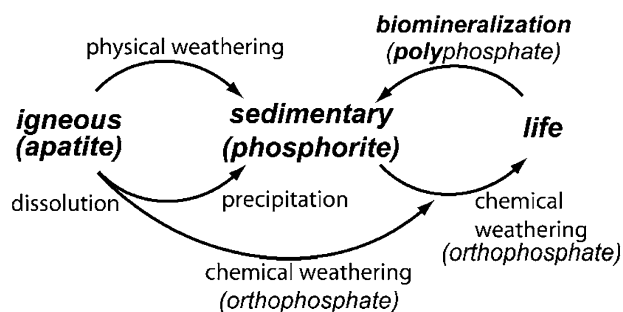 physical weathering
biomineralization
(polyphosphate)
igneous
(apatite)
sedimentary
(phosphorite)
life
dissolution
precipitation
chemical
weathering
(orthophosphate)
chemical weathering
(orthophosphate)